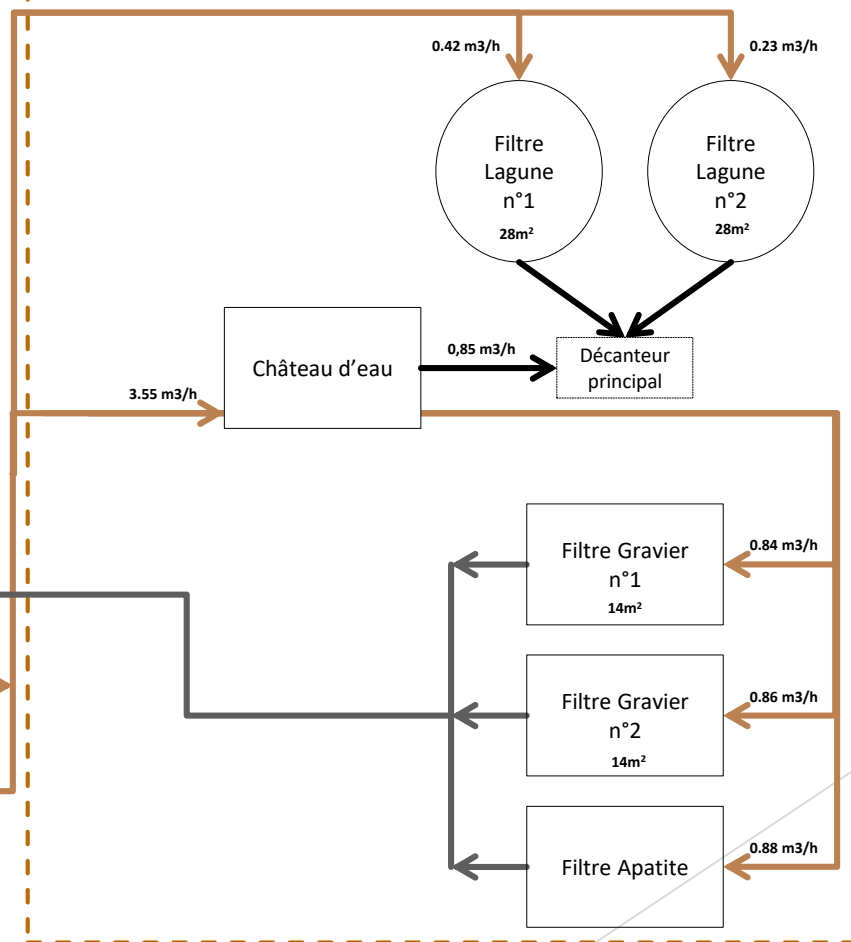 0.42 m3/h
0.23 m3/h
Filtre
Lagune
n°1
28m²
Filtre
Lagune
n°2
28m²
Château d’eau
0,85 m3/h
Décanteur
principal
3.55 m3/h
Filtre Gravier
n°1
14m²
0.84 m3/h
Filtre Gravier
n°2
14m²
0.86 m3/h
Filtre Apatite
0.88 m3/h